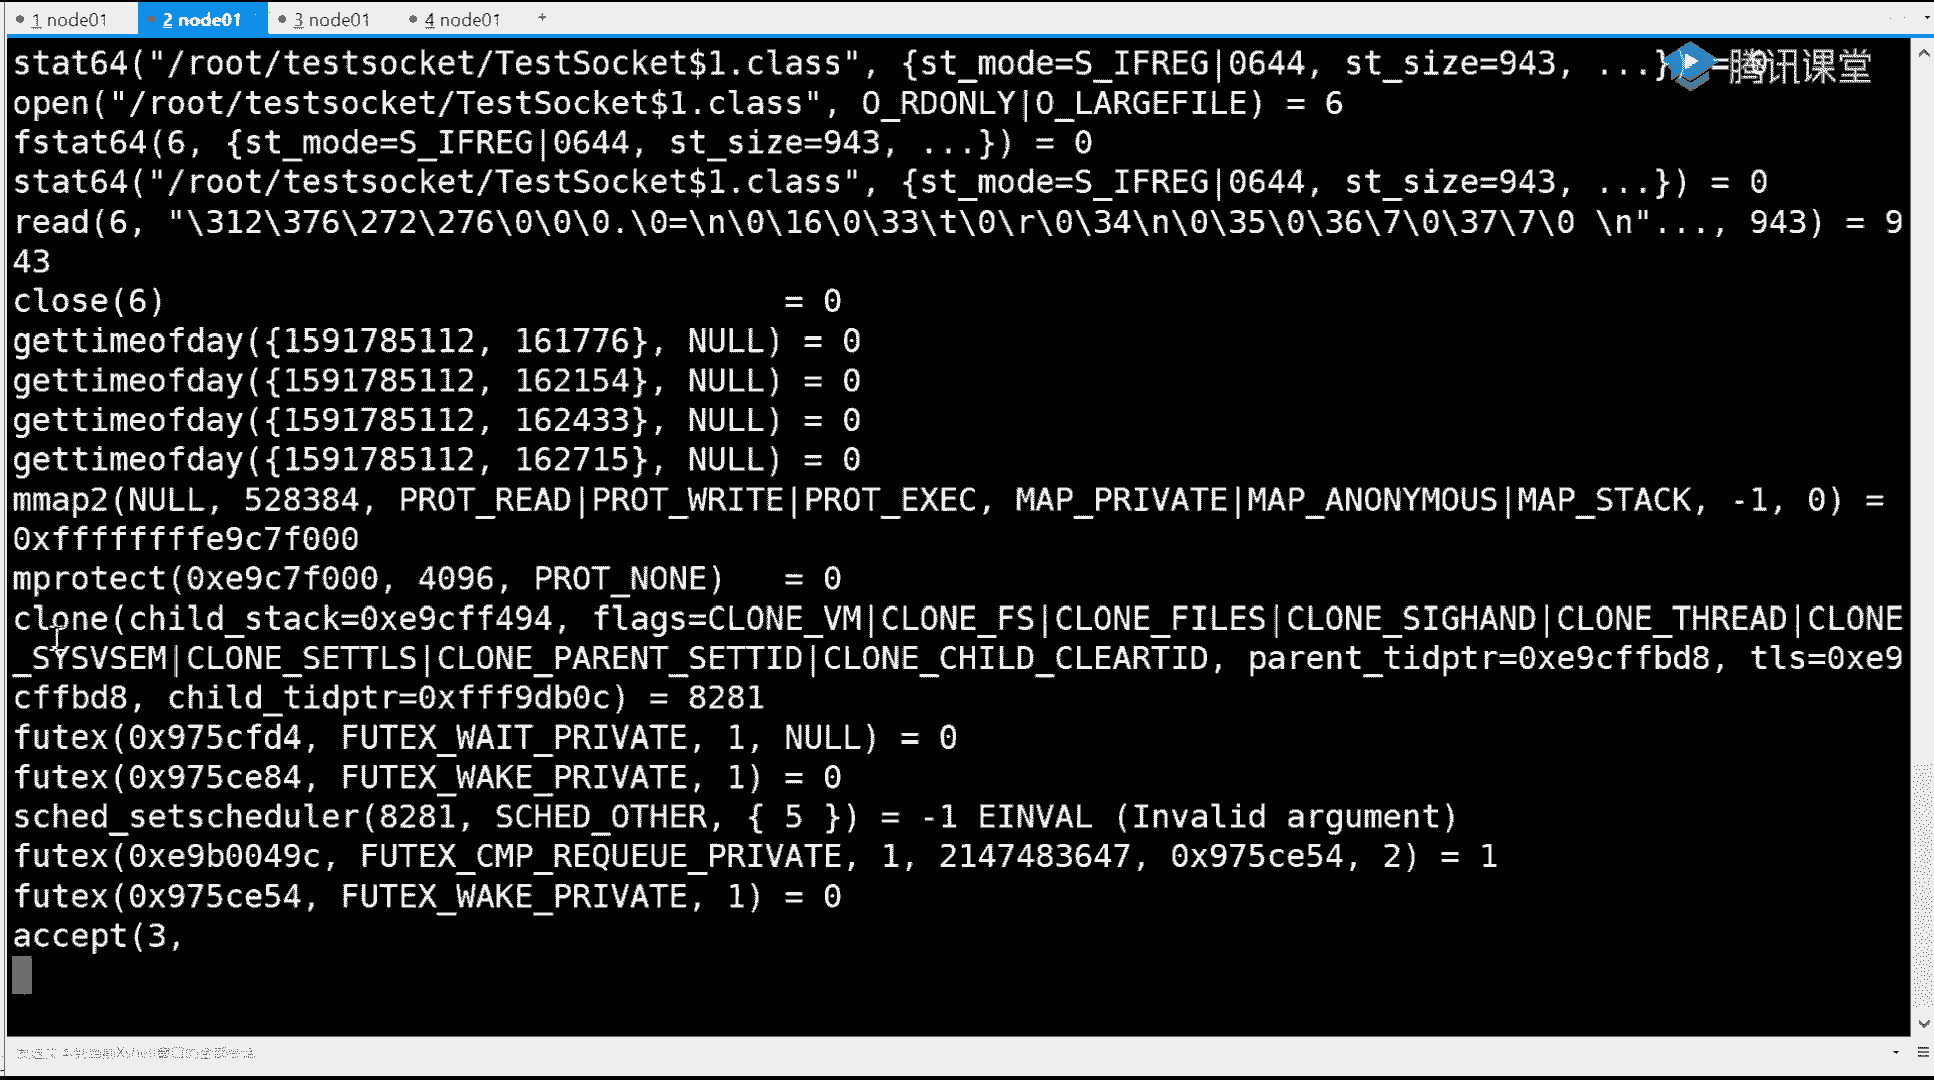 1 node01
2 node01
3 node01
4 node01
+
stat64("/root/testsocket/TestSocket$1.class", {st_mode=S_IFREG|0644, st_size=943, ...}) = 0
腾讯课堂
open("/root/testsocket/TestSocket$1.class", O_RDONLY|O_LARGEFILE) = 6
fstat64(6, {st_mode=S_IFREG|0644, st_size=943, ...}) = 0
stat64("/root/testsocket/TestSocket$1.class", {st_mode=S_IFREG|0644, st_size=943, ...}) = 0
read(6, "\312\376\272\276\0\0\0.\0=\n\0\16\0\33\t\0\r\0\34\n\0\35\0\36\7\0\37\7\0 \n"..., 943) = 9
43
close(6)                                = 0
gettimeofday({1591785112, 161776}, NULL) = 0
gettimeofday({1591785112, 162154}, NULL) = 0
gettimeofday({1591785112, 162433}, NULL) = 0
gettimeofday({1591785112, 162715}, NULL) = 0
mmap2(NULL, 528384, PROT_READ|PROT_WRITE|PROT_EXEC, MAP_PRIVATE|MAP_ANONYMOUS|MAP_STACK, -1, 0) =
0xffffffffe9c7f000
mprotect(0xe9c7f000, 4096, PROT_NONE)   = 0
clone(child_stack=0xe9cff494, flags=CLONE_VM|CLONE_FS|CLONE_FILES|CLONE_SIGHAND|CLONE_THREAD|CLONE
_SYSVSEM|CLONE_SETTLS|CLONE_PARENT_SETTID|CLONE_CHILD_CLEARTID, parent_tidptr=0xe9cffbd8, tls=0xe9
cffbd8, child_tidptr=0xfff9db0c) = 8281
futex(0x975cfd4, FUTEX_WAIT_PRIVATE, 1, NULL) = 0
futex(0x975ce84, FUTEX_WAKE_PRIVATE, 1) = 0
sched_setscheduler(8281, SCHED_OTHER, { 5 }) = -1 EINVAL (Invalid argument)
futex(0xe9b0049c, FUTEX_CMP_REQUEUE_PRIVATE, 1, 2147483647, 0x975ce54, 2) = 1
futex(0x975ce54, FUTEX_WAKE_PRIVATE, 1) = 0
accept(3,